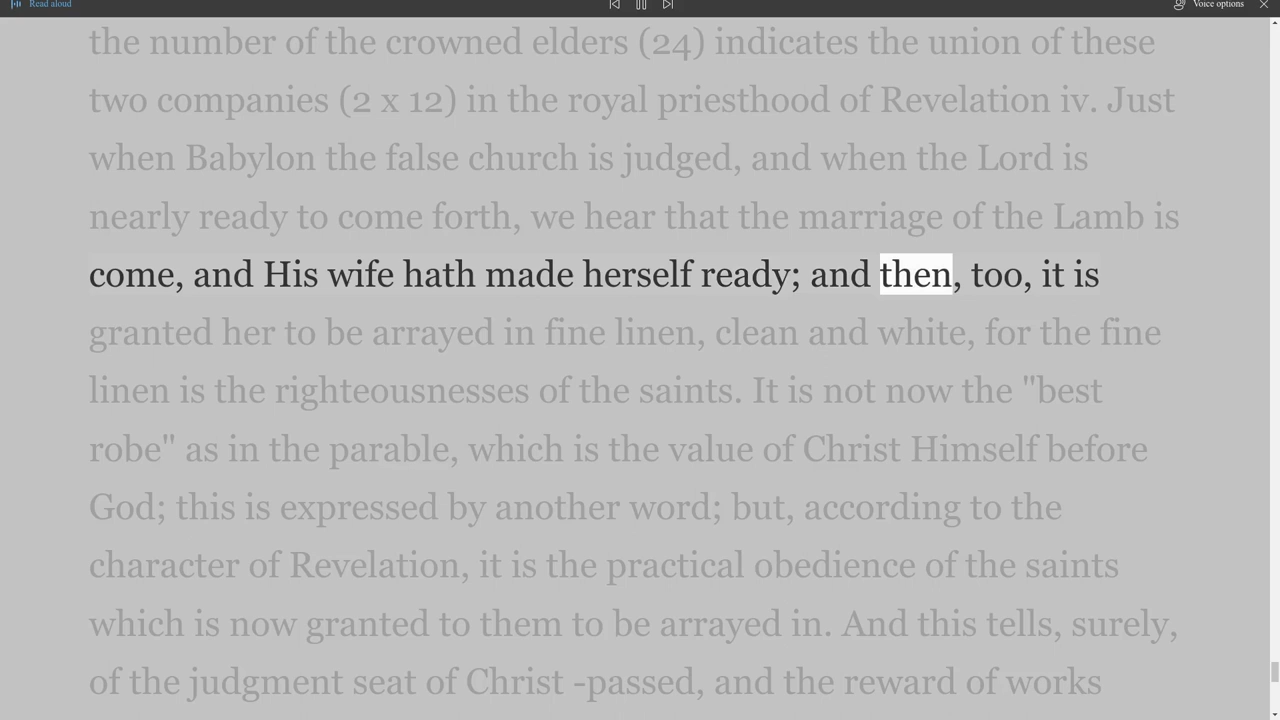 Read aloud
Voice options
the number of the crowned elders (24) indicates the union of these
two companies (2 x 12) in the royal priesthood of Revelation iv. Just
when Babylon the false church is judged, and when the Lord is
nearly ready to come forth, we hear that the marriage of the Lamb is
come, and His wife hath made herself ready; and then, too, it is
granted her to be arrayed in fine linen, clean and white, for the fine
linen is the righteousnesses of the saints. It is not now the "best
robe" as in the parable, which is the value of Christ Himself before
God; this is expressed by another word; but, according to the
character of Revelation, it is the practical obedience of the saints
which is now granted to them to be arrayed in. And this tells, surely,
of the judgment seat of Christ -passed, and the reward of works